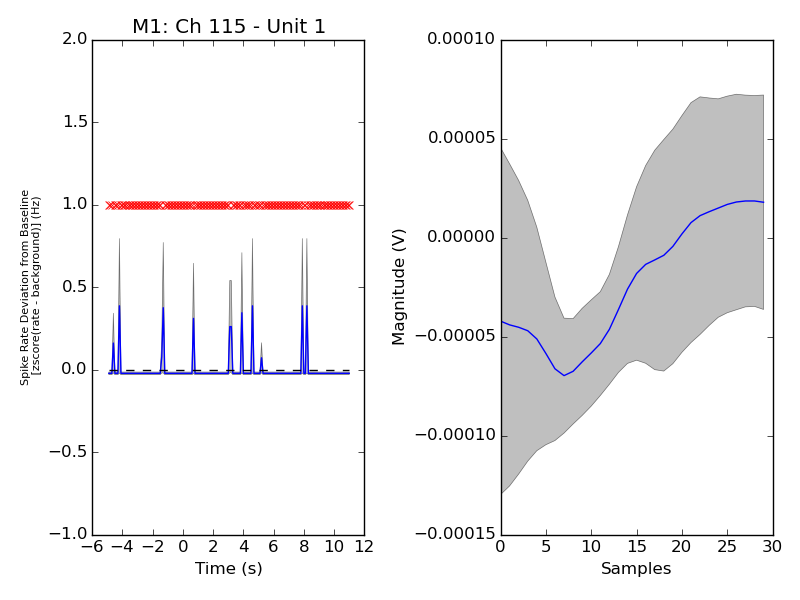 M1: Ch 115 - Unit 1
2.0
1.5
1.0
0.5
0.0
−0.5
−1.0
−6 −4 −2 0 2 4 6 8 10 12
Time (s)
Spike Rate Deviation from Baseline
[zscore(rate - background)] (Hz)
0.00010
0.00005
0.00000
−0.00005
−0.00010
−0.00015
0 5 10 15 20 25 30
Samples
Magnitude (V)